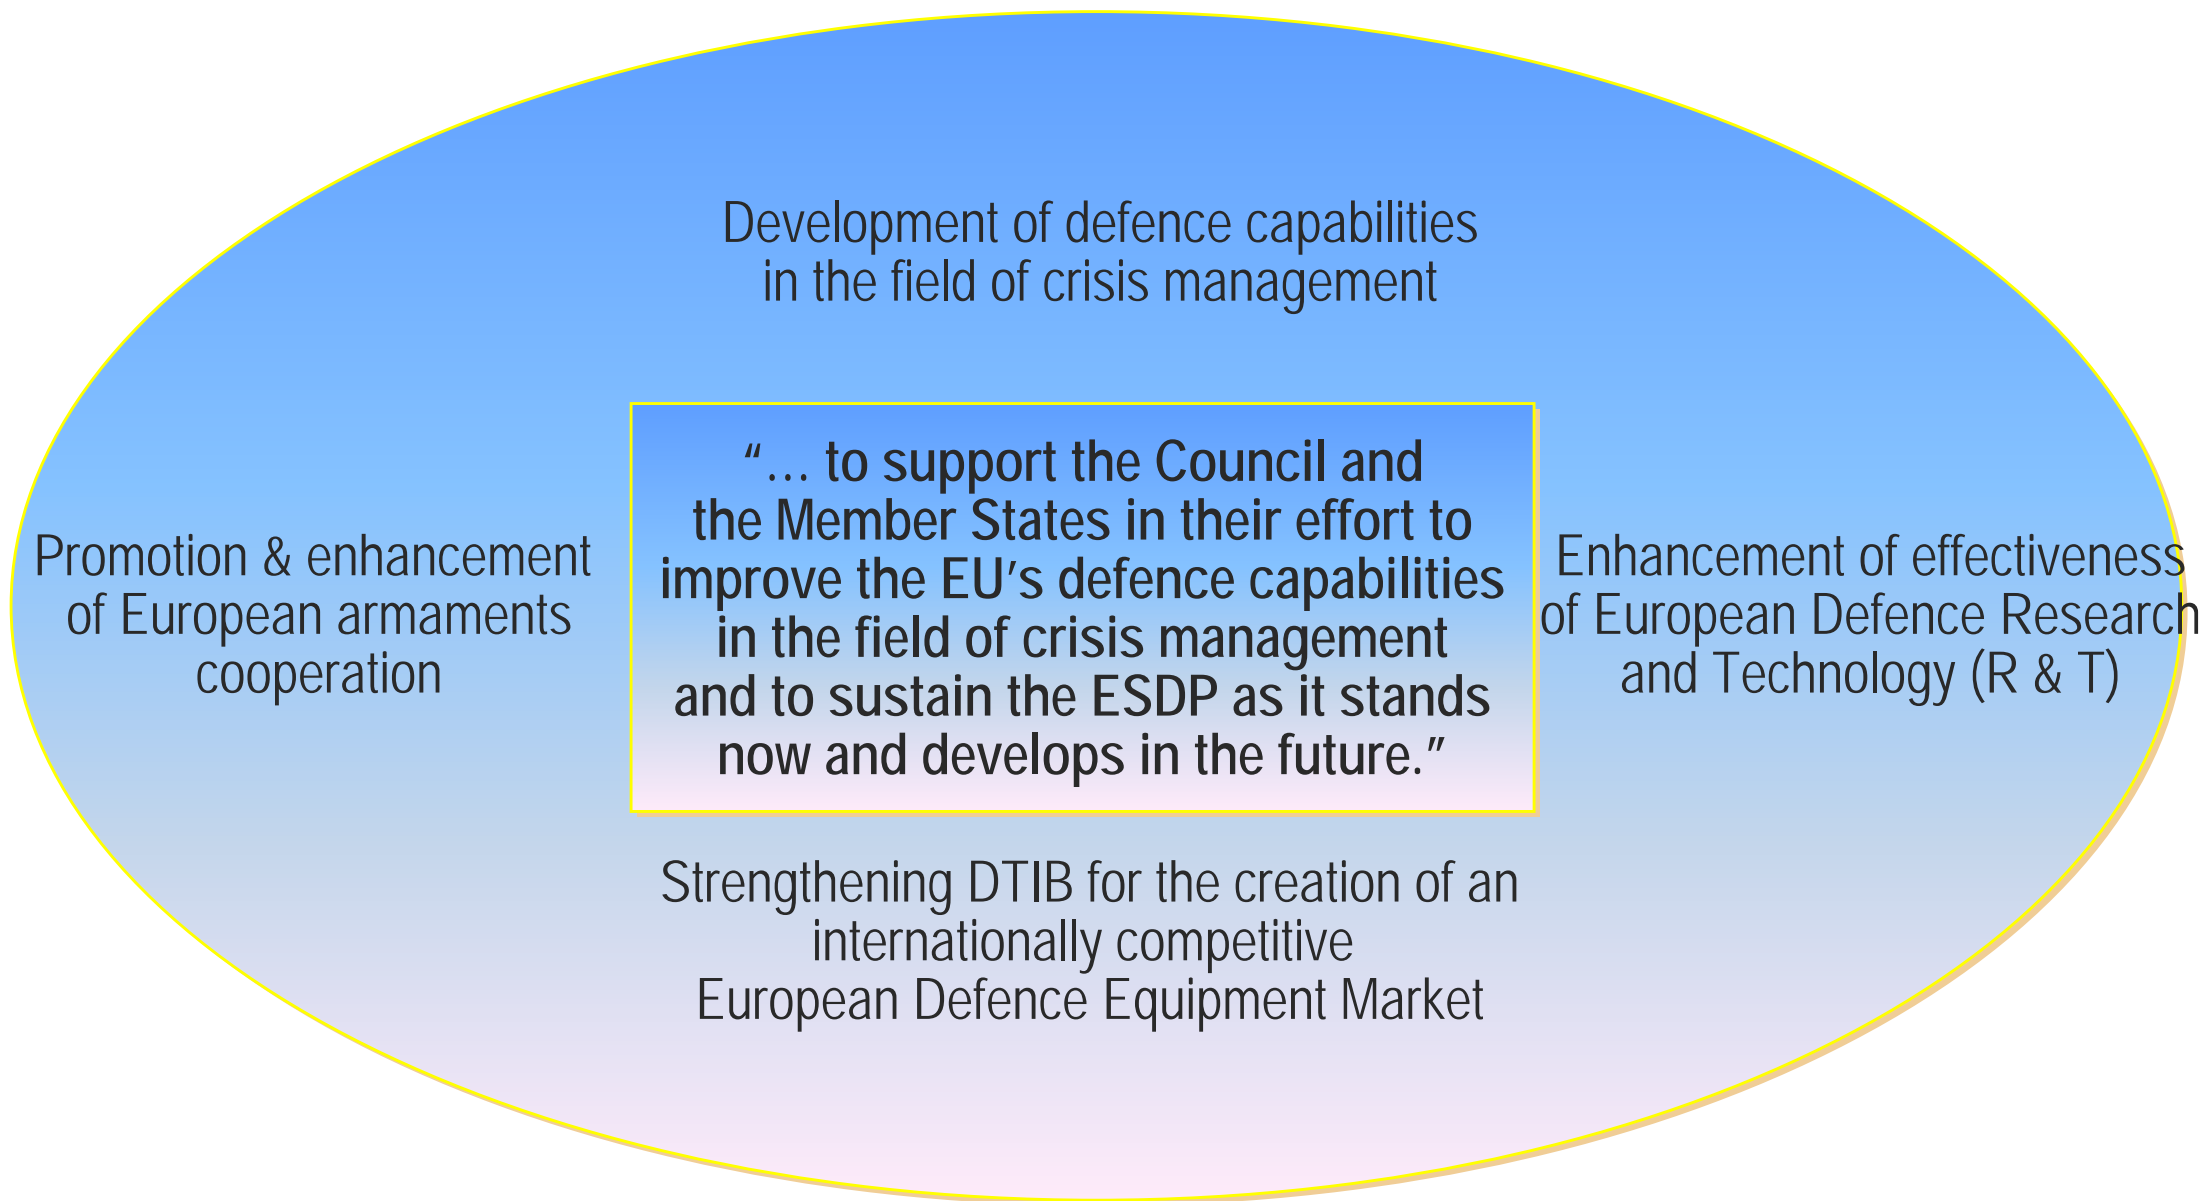 Development of defence capabilities
in the field of crisis management
Promotion & enhancement
of European armaments
cooperation
“... to support the Council and
the Member States in their effort to
improve the EU’s defence capabilities
in the field of crisis management
and to sustain the ESDP as it stands
now and develops in the future.”
Enhancement of effectiveness
of European Defence Research
and Technology (R & T)
Strengthening DTIB for the creation of an
internationally competitive
European Defence Equipment Market